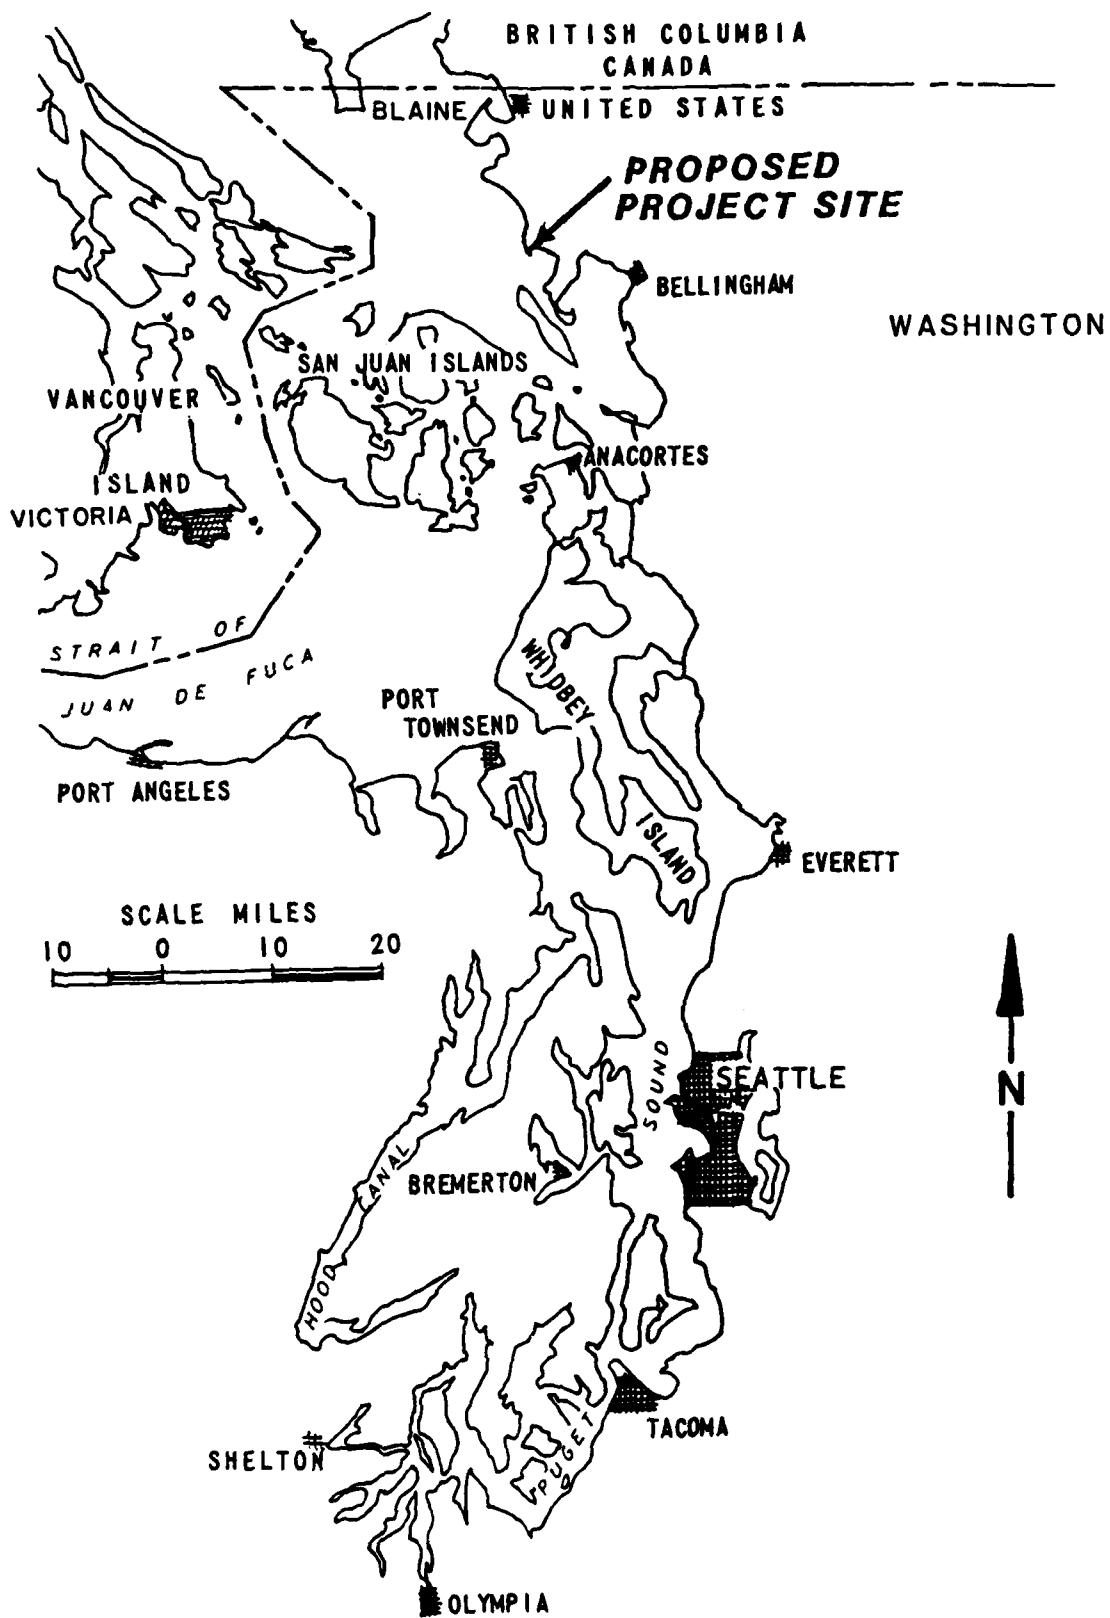 BRITISH COLUMBIA
CANADA
BLAINE
UNITED STATES
PROPOSED
PROJECT SITE
BELLINGHAM
WASHINGTON
SAN JUAN ISLANDS
VANCOUVER
ISLAND
ANACORTES
VICTORIA
STRAIT OF
JUAN DE FUCA
WHIDBEY
ISLAND
PORT
TOWNSEND
PORT ANGELES
EVERETT
SCALE MILES
10 0 10 20
SOUND
SEATTLE
N
HOOD CANAL
BREMERTON
PUGET
TACOMA
SHELTON
OLYMPIA